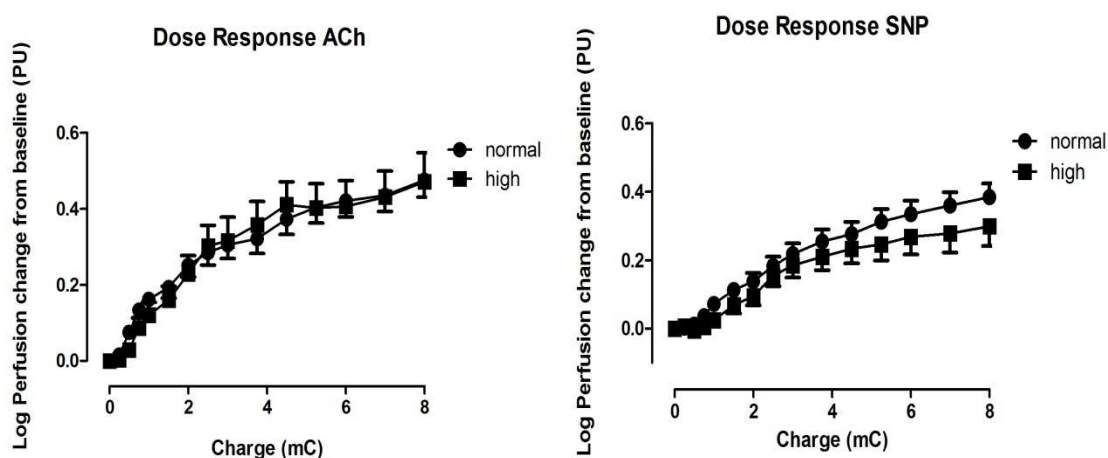 Dose Response ACh
Log Perfusion change from baseline (PU)
0.6
0.4
0.2
0.0
0 2 4 6 8
Charge (mC)
normal
high
Dose Response SNP
Log Perfusion change from baseline (PU)
0.6
0.4
0.2
0.0
0 2 4 6 8
Charge (mC)
normal
high